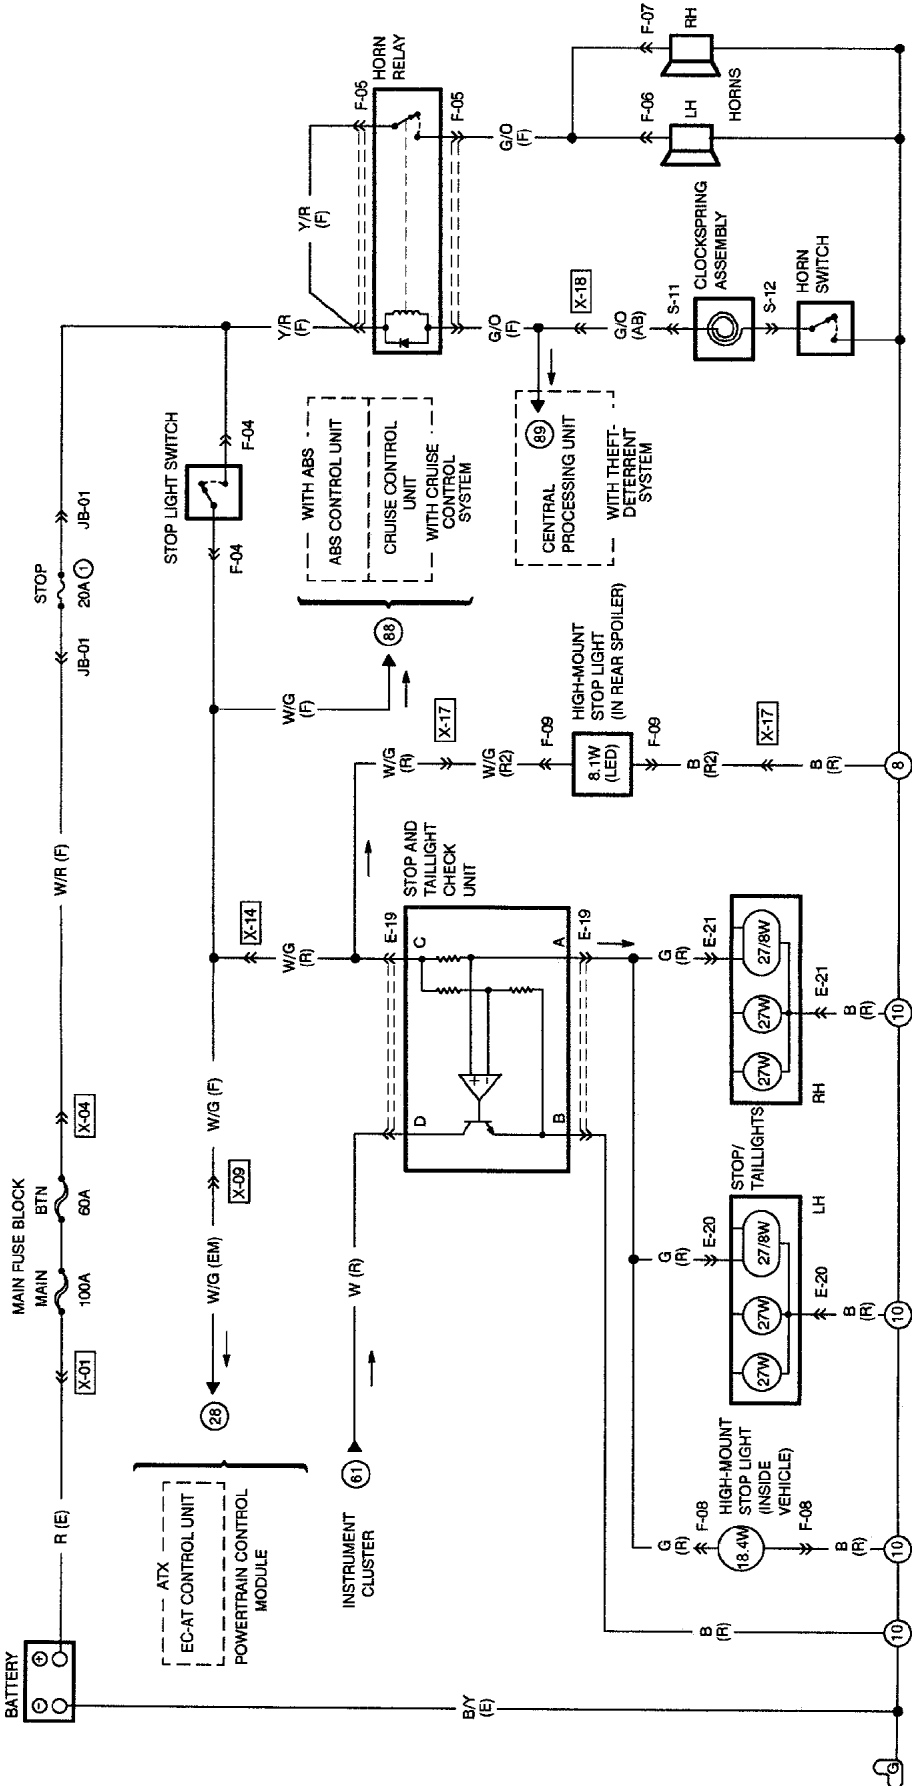 BATTERY
R (E)
X-01
MAIN FUSE BLOCK
MAIN
100A
BTN
60A
X-04
W/R (F)
JB-01
STOP
20A 1
JB-01
ATX
EC-AT CONTROL UNIT
POWERTRAIN CONTROL
MODULE
28
W/G (EM)
X-09
W/G (F)
X-14
W/G
(R)
W/G
(F)
88
F-04
STOP LIGHT SWITCH
F-04
WITH ABS
ABS CONTROL UNIT
CRUISE CONTROL
UNIT
WITH CRUISE
CONTROL
SYSTEM
Y/R
(F)
Y/R
(F)
F-05
HORN
RELAY
F-05
INSTRUMENT
CLUSTER
61
W (R)
E-19
STOP AND
TAILLIGHT
CHECK
UNIT
D
C
+
-
B
A
E-19
W/G
(R)
X-17
W/G
(R2)
F-09
8.1W
(LED)
HIGH-MOUNT
STOP LIGHT
(IN REAR SPOILER)
F-09
B
(R2)
X-17
B
(R)
8
CENTRAL
PROCESSING UNIT
89
WITH THEFT-
DETERRENT
SYSTEM
G/O
(F)
X-18
G/O
(AB)
S-11
CLOCKSPRING
ASSEMBLY
S-12
HORN
SWITCH
G/O
(F)
F-06
LH
F-07
RH
HORNS
B/Y
(E)
B
(R)
10
G
(R)
F-08
18.4W
HIGH-MOUNT
STOP LIGHT
(INSIDE
VEHICLE)
F-08
B
(R)
10
G
(R)
E-20
27W
27W
27/8W
LH
E-20
B
(R)
10
STOP/
TAILLIGHTS
G
(R)
E-21
27W
27W
27/8W
RH
E-21
B
(R)
10
G